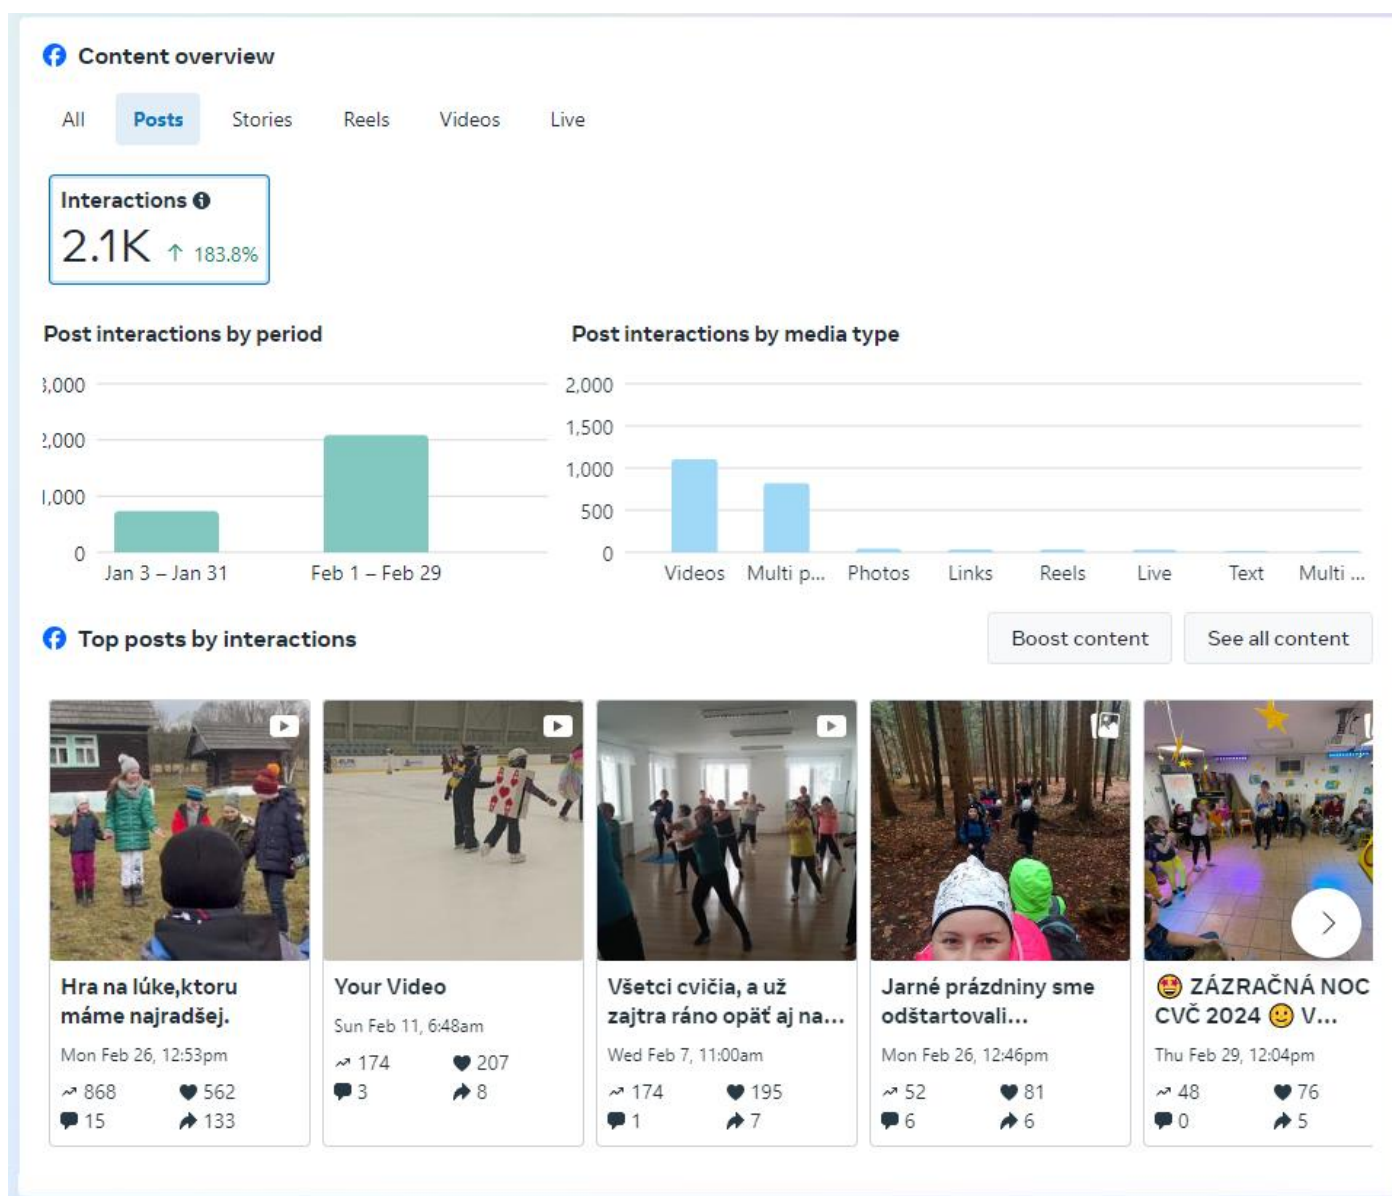 Content overview
All Posts Stories Reels Videos Live
Interactions
2.1K ↑ 183.8%
Post interactions by period
3,000
2,000
1,000
0
Jan 3 – Jan 31 Feb 1 – Feb 29
Post interactions by media type
2,000
1,500
1,000
500
0
Videos Multi p... Photos Links Reels Live Text Multi ...
Top posts by interactions
Boost content See all content
Hra na lúke,ktoru
máme najradšej.
Mon Feb 26, 12:53pm
868 562
15 133
Your Video
Sun Feb 11, 6:48am
174 207
3 8
Všetci cvičia, a už
zajtra ráno opäť aj na...
Wed Feb 7, 11:00am
174 195
1 7
Jarné prázdniny sme
odštartovali...
Mon Feb 26, 12:46pm
52 81
6 6
🤩 ZÁZRAČNÁ NOC
CVČ 2024 🙂 V...
Thu Feb 29, 12:04pm
48 76
0 5